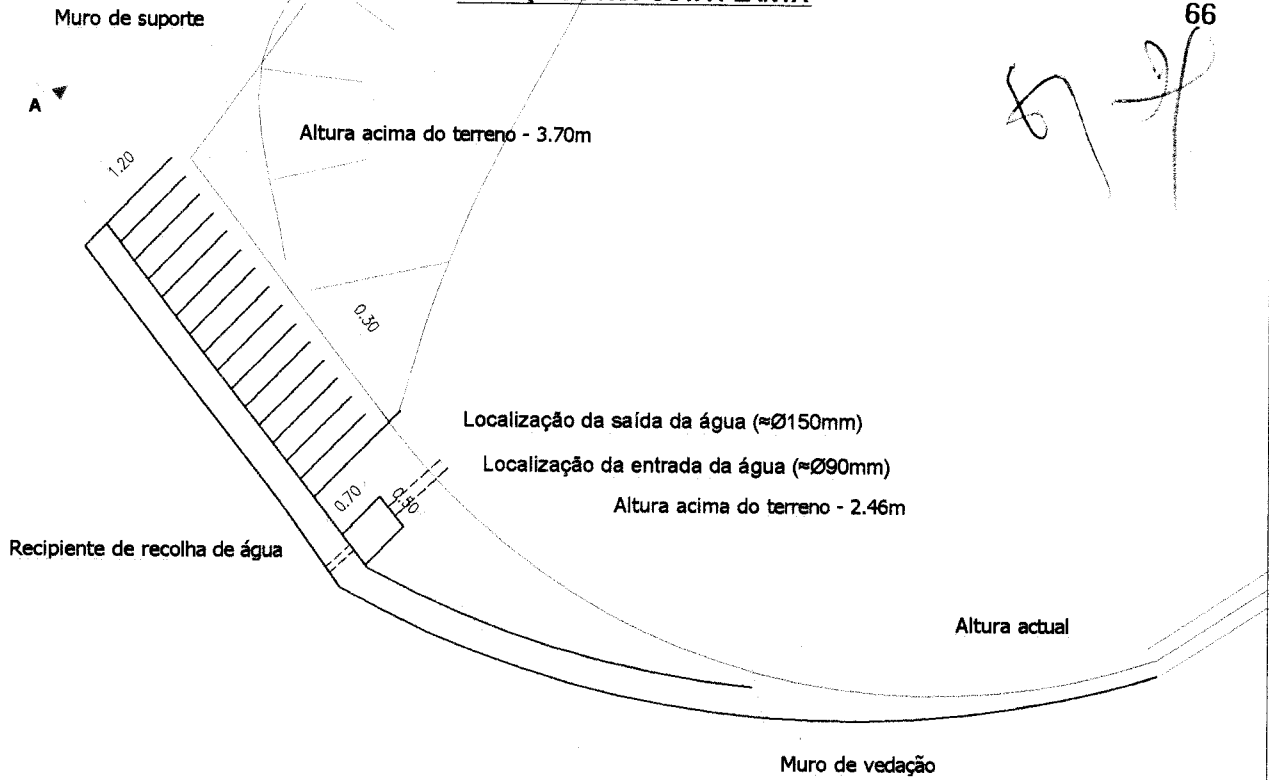 66
Muro de suporte
A
Altura acima do terreno - 3.70m
1.20
0.30
Localização da saída da água (≈Ø150mm)
Localização da entrada da água (≈Ø90mm)
0.70
0.50
Altura acima do terreno - 2.46m
Recipiente de recolha de água
Altura actual
Muro de vedação